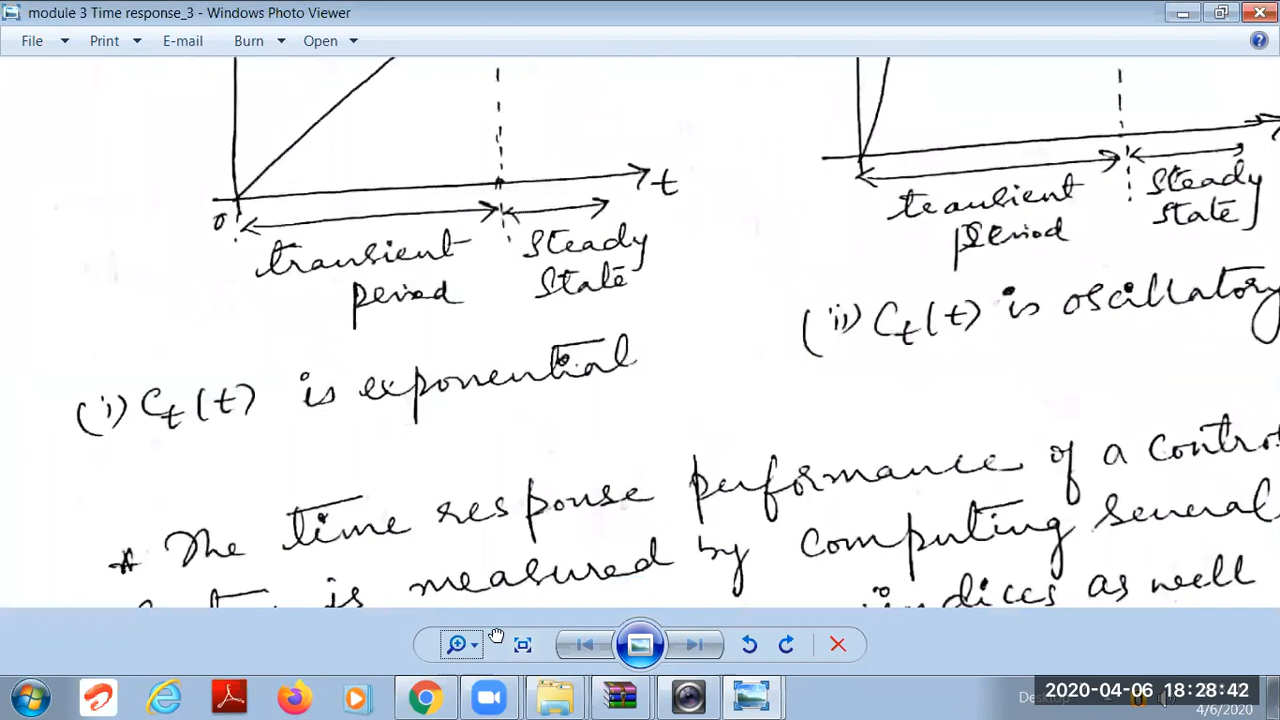 module 3 Time response_3 - Windows Photo Viewer
File Print E-mail Burn Open
t
0
transient period
Steady State
transient period
Steady State
(i) Ct(t) is exponential
(ii) Ct(t) is oscillatory
* The time response performance of a contro
is measured by computing several
indices as well
Desktop
2020-04-06 18:28:42
4/6/2020